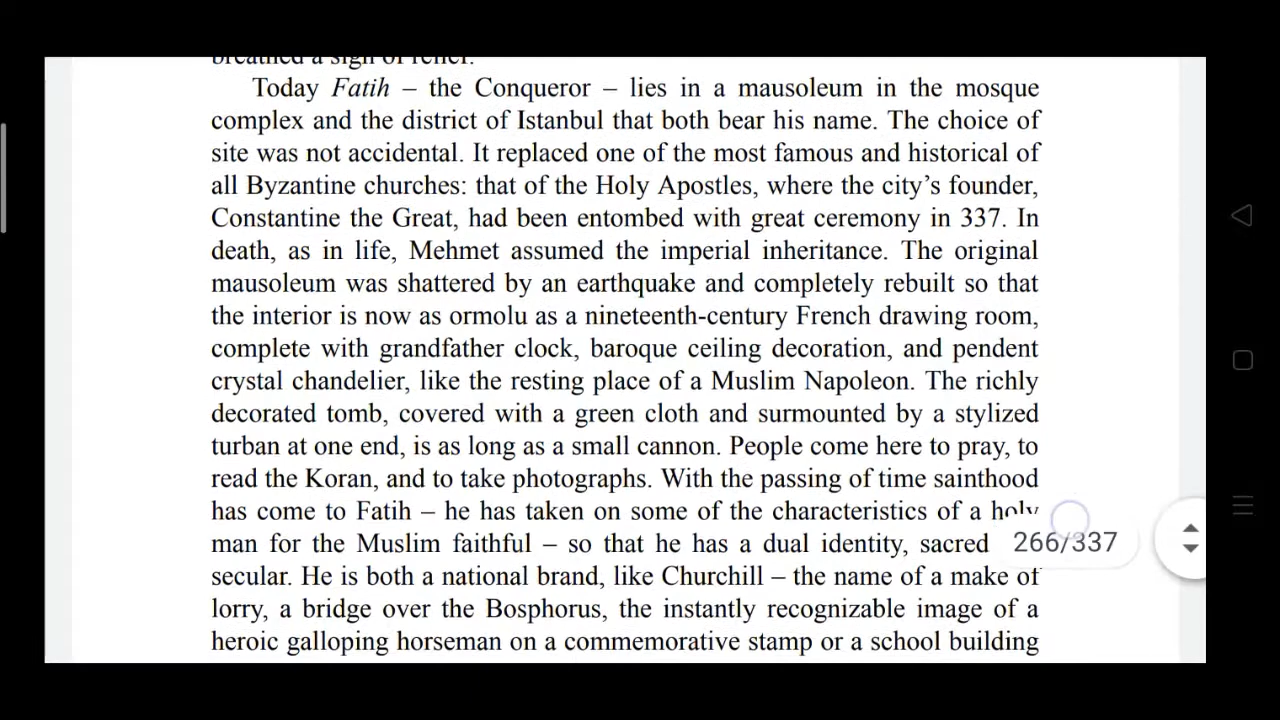 breathed a sigh of relief.
Today Fatih – the Conqueror – lies in a mausoleum in the mosque
complex and the district of Istanbul that both bear his name. The choice of
site was not accidental. It replaced one of the most famous and historical of
all Byzantine churches: that of the Holy Apostles, where the city’s founder,
Constantine the Great, had been entombed with great ceremony in 337. In
death, as in life, Mehmet assumed the imperial inheritance. The original
mausoleum was shattered by an earthquake and completely rebuilt so that
the interior is now as ormolu as a nineteenth-century French drawing room,
complete with grandfather clock, baroque ceiling decoration, and pendent
crystal chandelier, like the resting place of a Muslim Napoleon. The richly
decorated tomb, covered with a green cloth and surmounted by a stylized
turban at one end, is as long as a small cannon. People come here to pray, to
read the Koran, and to take photographs. With the passing of time sainthood
has come to Fatih – he has taken on some of the characteristics of a holy
man for the Muslim faithful – so that he has a dual identity, sacred
266/337
secular. He is both a national brand, like Churchill – the name of a make of
lorry, a bridge over the Bosphorus, the instantly recognizable image of a
heroic galloping horseman on a commemorative stamp or a school building